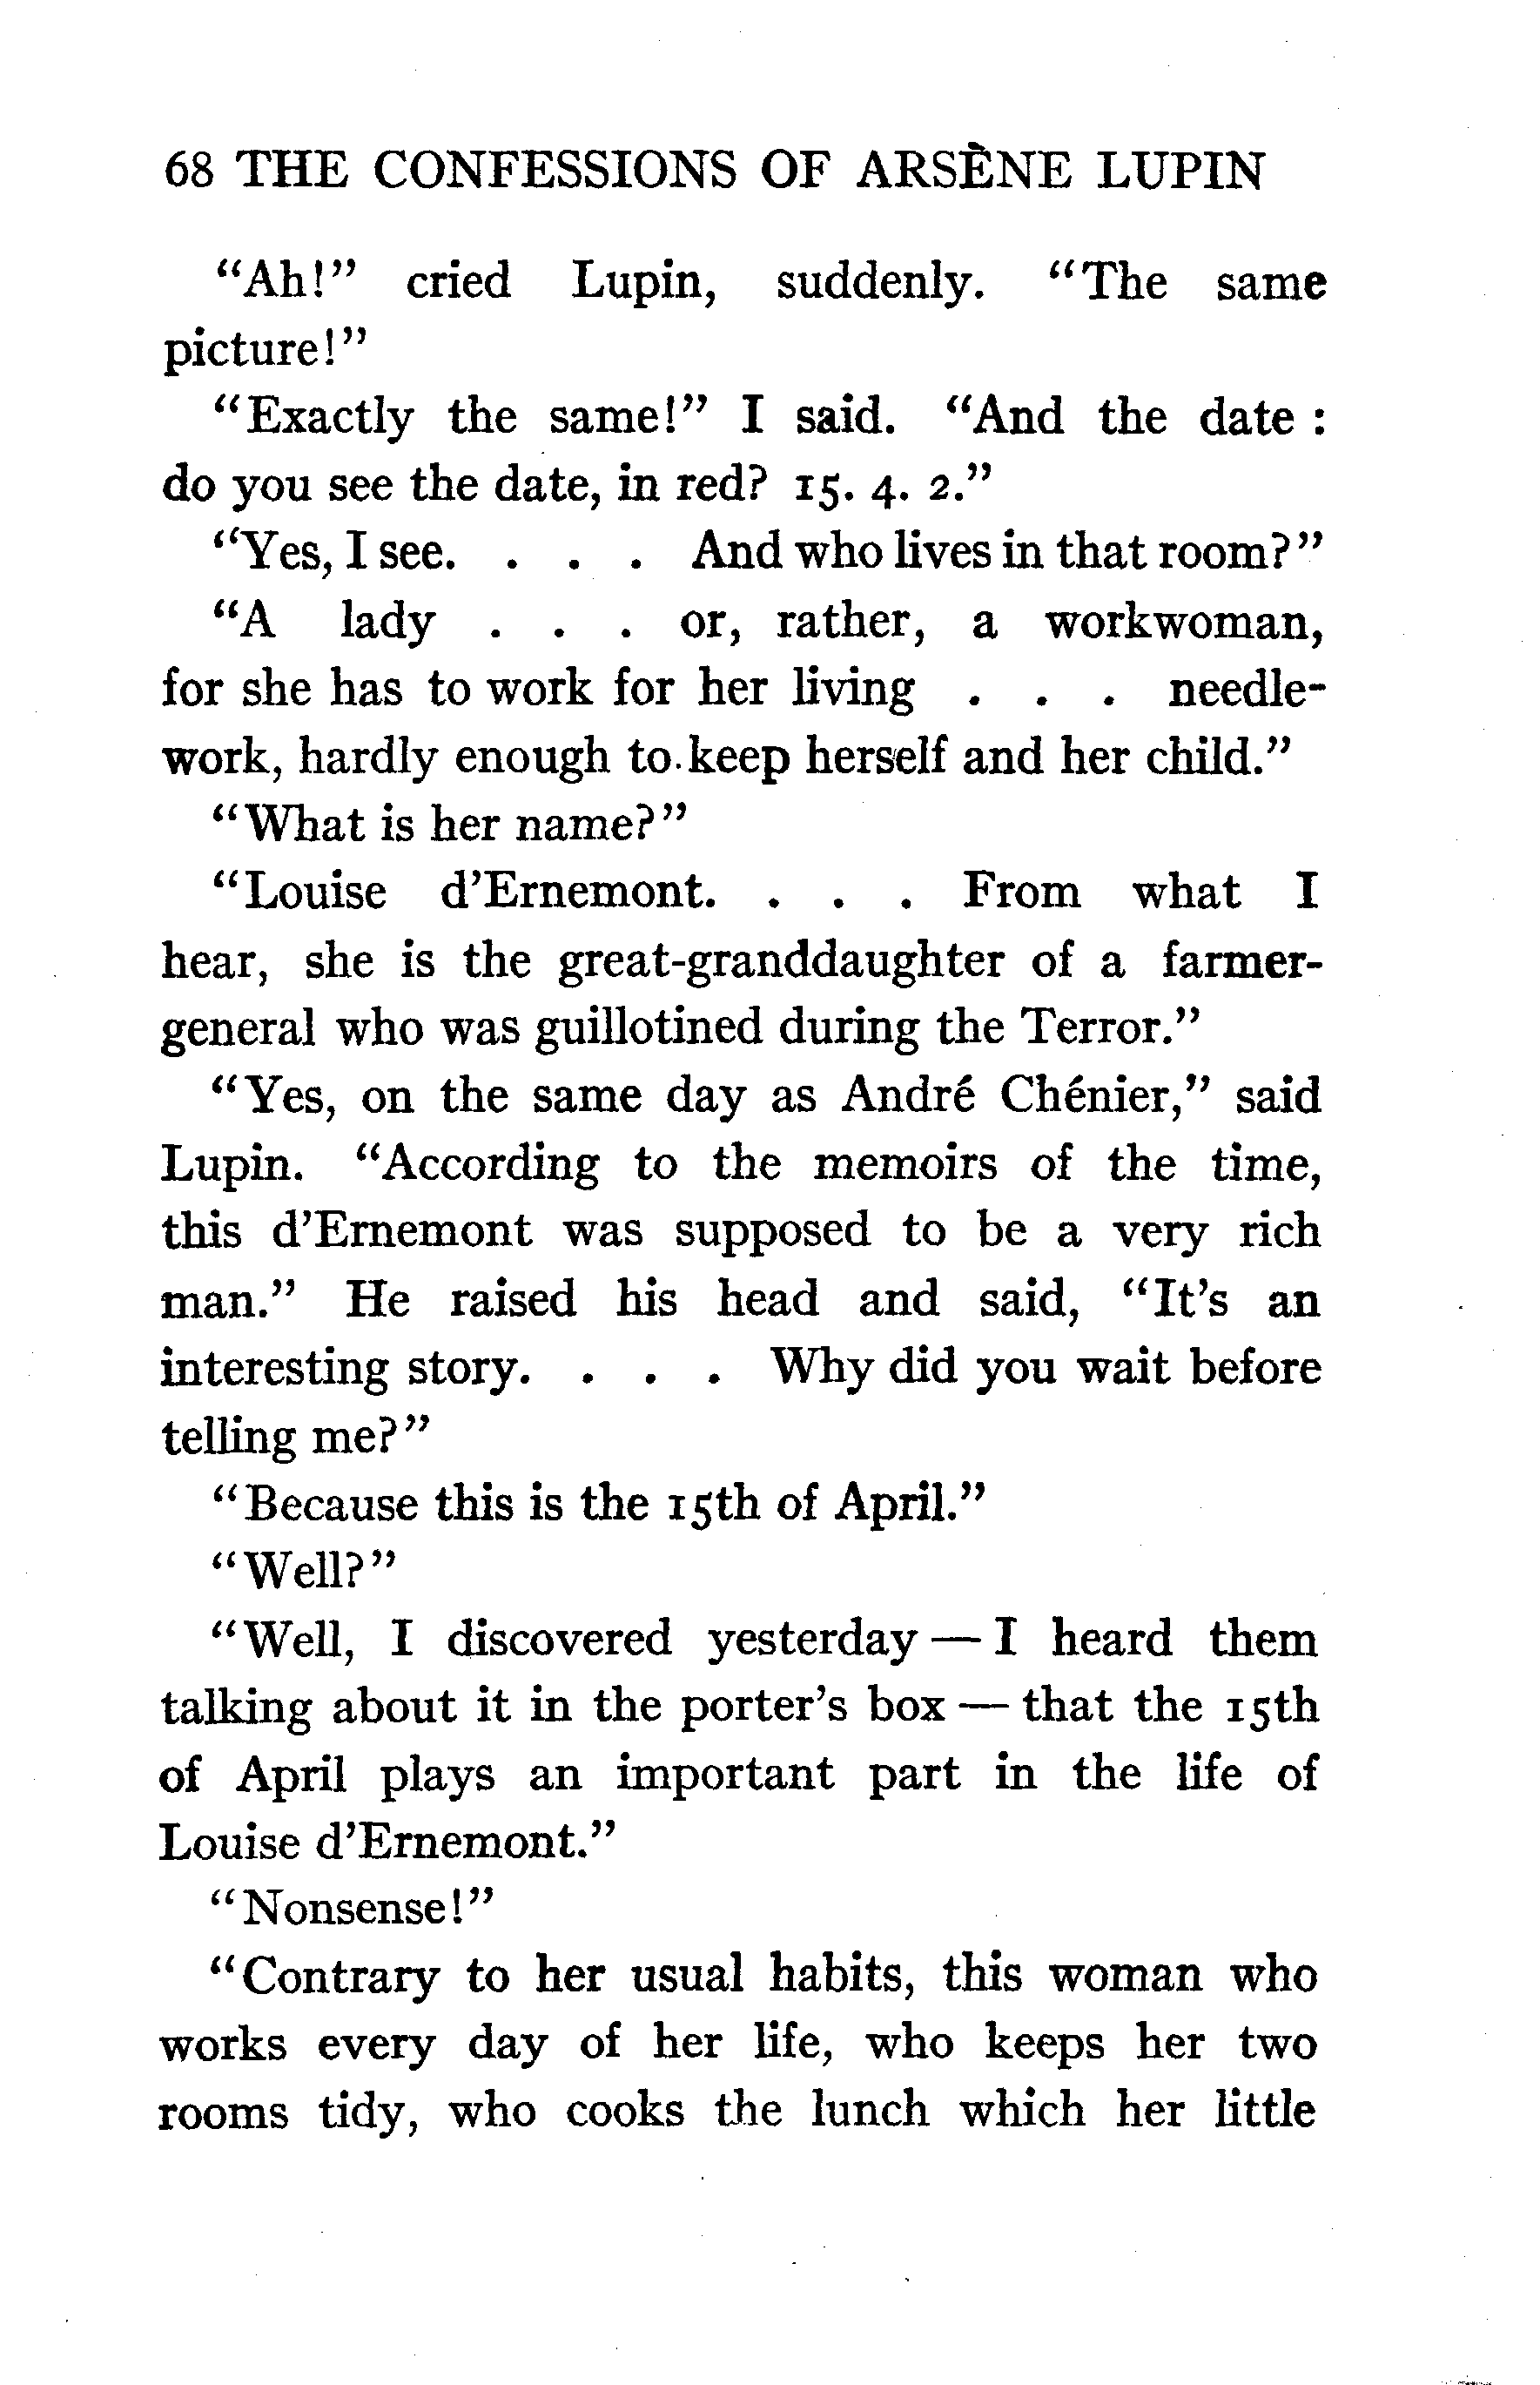 68 THE CONFESSIONS OF ARSÈNE LUPIN
“Ah!” cried Lupin, suddenly. “The same
picture!”
“Exactly the same!” I said. “And the date :
do you see the date, in red? 15. 4. 2.”
“Yes, I see. . . . And who lives in that room?”
“A lady . . . or, rather, a workwoman,
for she has to work for her living . . . needle-
work, hardly enough to keep herself and her child.”
“What is her name?”
“Louise d’Ernemont. . . . From what I
hear, she is the great-granddaughter of a farmer-
general who was guillotined during the Terror.”
“Yes, on the same day as André Chénier,” said
Lupin. “According to the memoirs of the time,
this d’Ernemont was supposed to be a very rich
man.” He raised his head and said, “It’s an
interesting story. . . . Why did you wait before
telling me?”
“Because this is the 15th of April.”
“Well?”
“Well, I discovered yesterday — I heard them
talking about it in the porter’s box — that the 15th
of April plays an important part in the life of
Louise d’Ernemont.”
“Nonsense!”
“Contrary to her usual habits, this woman who
works every day of her life, who keeps her two
rooms tidy, who cooks the lunch which her little